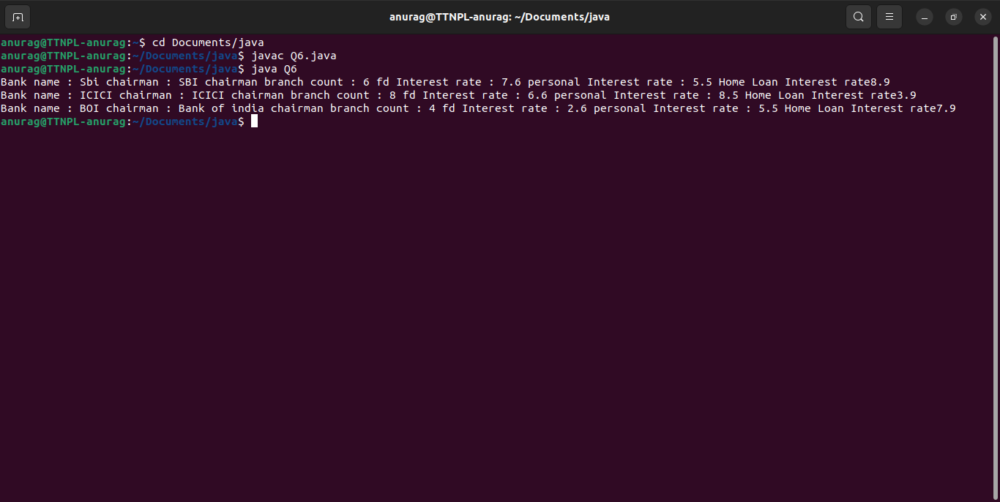 anurag@TTNPL-anurag: ~/Documents/java
anurag@TTNPL-anurag:~$ cd Documents/java
anurag@TTNPL-anurag:~/Documents/java$ javac Q6.java
anurag@TTNPL-anurag:~/Documents/java$ java Q6
Bank name : Sbi chairman : SBI chairman branch count : 6 fd Interest rate : 7.6 personal Interest rate : 5.5 Home Loan Interest rate8.9
Bank name : ICICI chairman : ICICI chairman branch count : 8 fd Interest rate : 6.6 personal Interest rate : 8.5 Home Loan Interest rate3.9
Bank name : BOI chairman : Bank of india chairman branch count : 4 fd Interest rate : 2.6 personal Interest rate : 5.5 Home Loan Interest rate7.9
anurag@TTNPL-anurag:~/Documents/java$